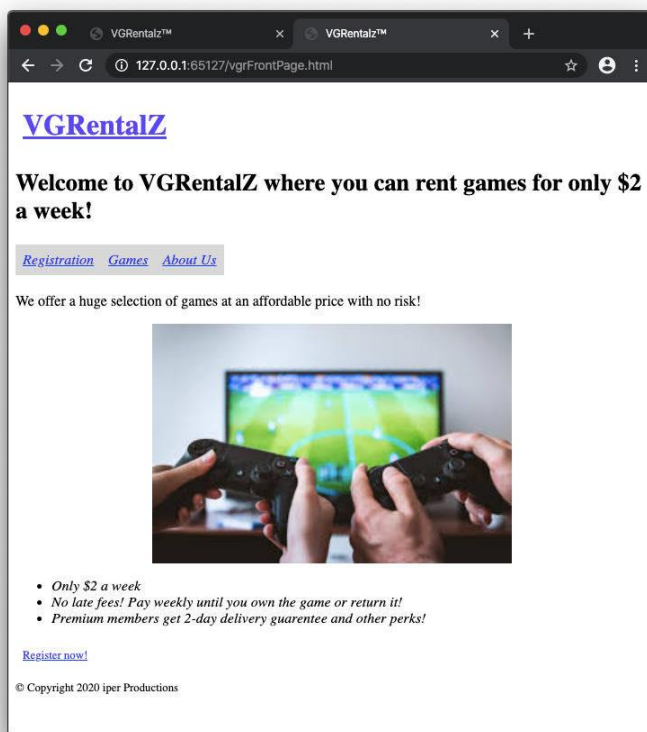 VGRentalz™
VGRentalz™
127.0.0.1:65127/vgrFrontPage.html
VGRentalZ
Welcome to VGRentalZ where you can rent games for only $2
a week!
Registration Games About Us
We offer a huge selection of games at an affordable price with no risk!
Only $2 a week
No late fees! Pay weekly until you own the game or return it!
Premium members get 2-day delivery guarentee and other perks!
Register now!
© Copyright 2020 iper Productions